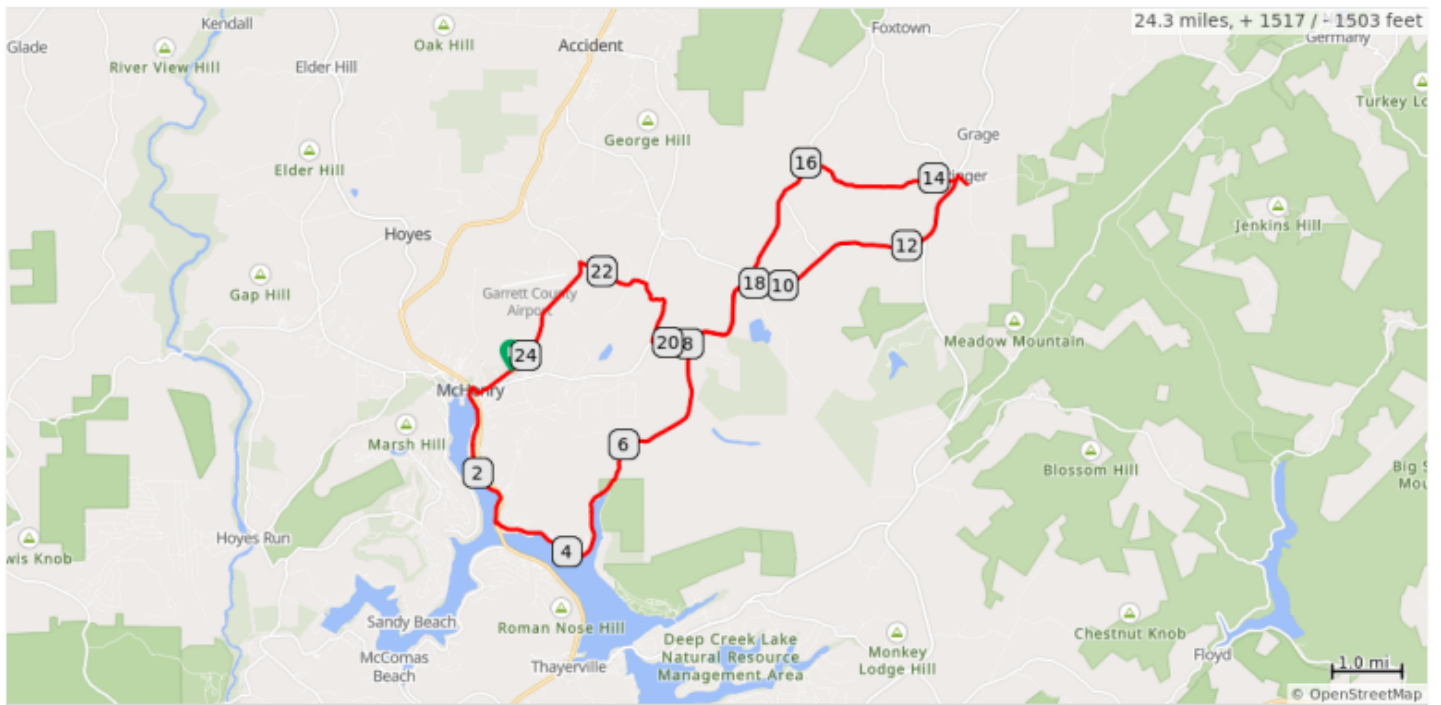 Kendall
24.3 miles, + 1517 / - 1503 feet
Glade
River View Hill
Oak Hill
Accident
Foxtown
Germany
Elder Hill
Turkey Lo
George Hill
Grage
Elder Hill
16
14
inger
Jenkins Hill
Hoyes
12
Gap Hill
22
Garrett County
Airport
18
10
Meadow Mountain
20
8
24
McHenry
Marsh Hill
6
Blossom Hill
Big S
Mou
2
Hoyes Run
4
wis Knob
Sandy Beach
Roman Nose Hill
Chestnut Knob
McComas
Beach
Thayerville
Deep Creek Lake
Natural Resource
Management Area
Monkey
Lodge Hill
Floyd
1.0 mi
© OpenStreetMap